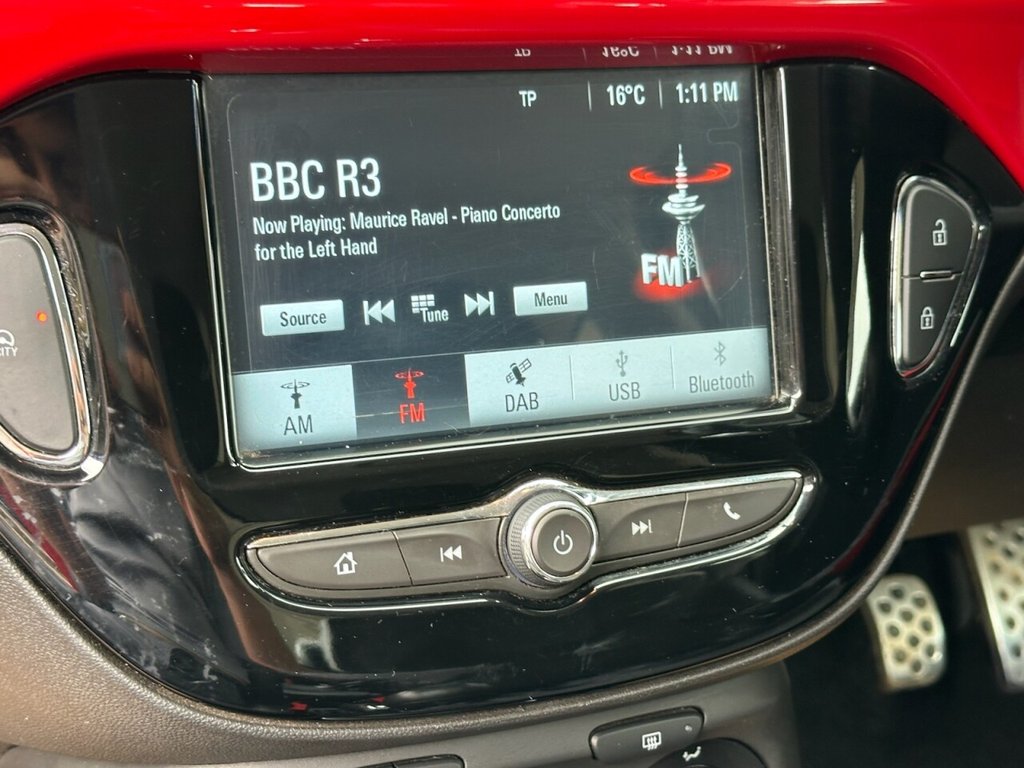 TP 16°C 1:11 PM
BBC R3
Now Playing: Maurice Ravel - Piano Concerto
for the Left Hand
FM
Source Tune Menu
AM FM DAB USB Bluetooth
CITY